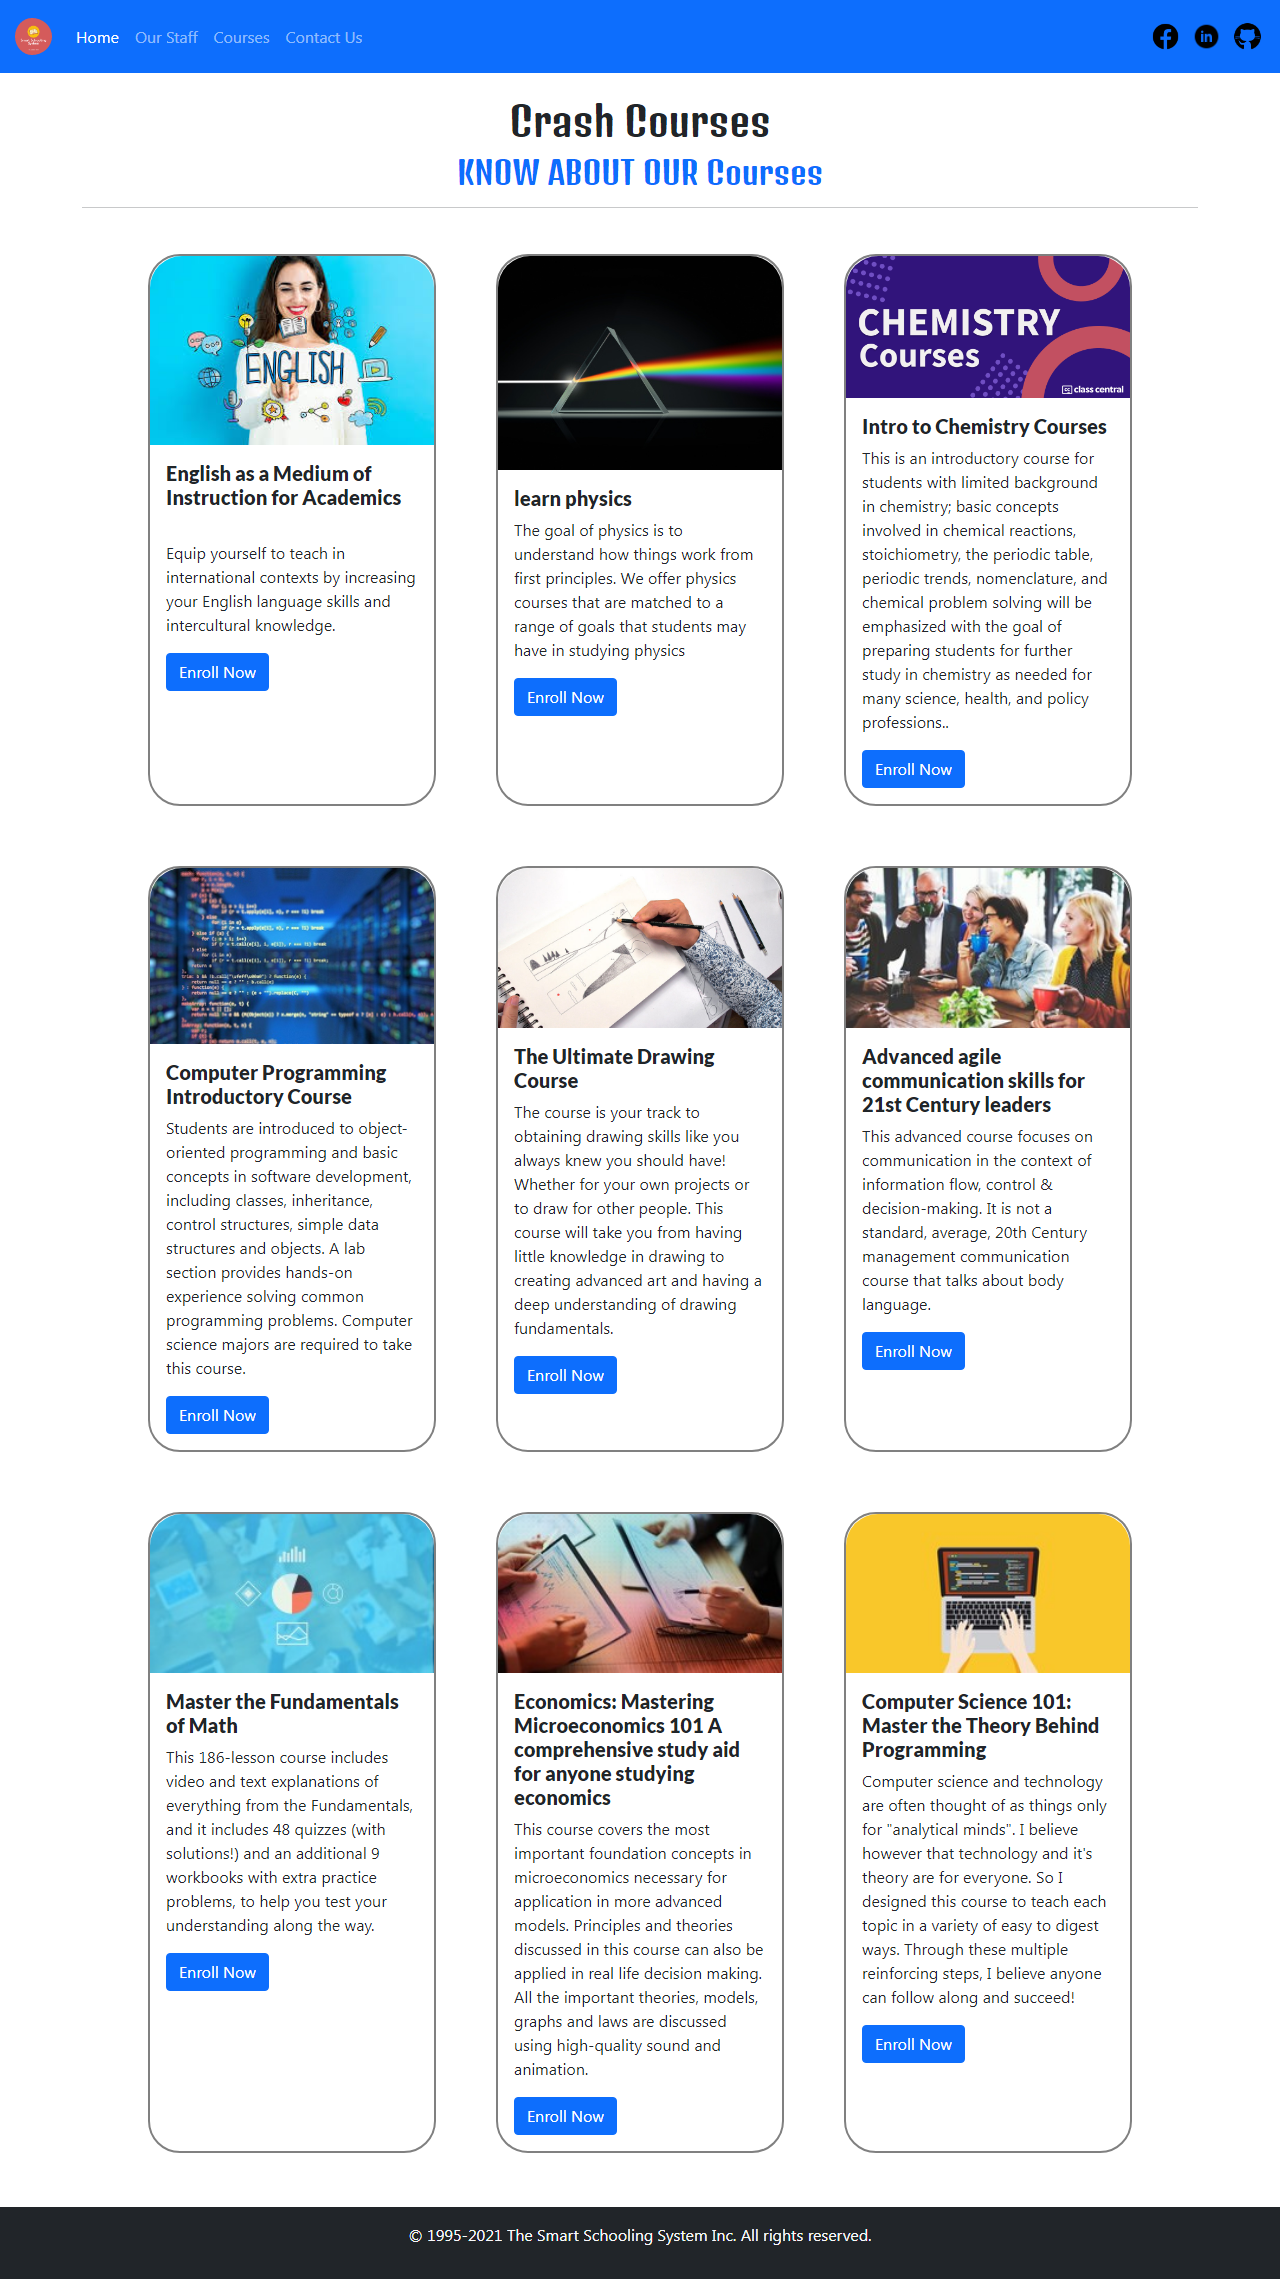 Home Our Staff Courses Contact Us
Crash Courses
KNOW ABOUT OUR Courses
ENGLISH
English as a Medium of
Instruction for Academics
Equip yourself to teach in
international contexts by increasing
your English language skills and
intercultural knowledge.
Enroll Now
learn physics
The goal of physics is to
understand how things work from
first principles. We offer physics
courses that are matched to a
range of goals that students may
have in studying physics
Enroll Now
CHEMISTRY
Courses
class central
Intro to Chemistry Courses
This is an introductory course for
students with limited background
in chemistry; basic concepts
involved in chemical reactions,
stoichiometry, the periodic table,
periodic trends, nomenclature, and
chemical problem solving will be
emphasized with the goal of
preparing students for further
study in chemistry as needed for
many science, health, and policy
professions..
Enroll Now
Computer Programming
Introductory Course
Students are introduced to object-
oriented programming and basic
concepts in software development,
including classes, inheritance,
control structures, simple data
structures and objects. A lab
section provides hands-on
experience solving common
programming problems. Computer
science majors are required to take
this course.
Enroll Now
The Ultimate Drawing
Course
The course is your track to
obtaining drawing skills like you
always knew you should have!
Whether for your own projects or
to draw for other people. This
course will take you from having
little knowledge in drawing to
creating advanced art and having a
deep understanding of drawing
fundamentals.
Enroll Now
Advanced agile
communication skills for
21st Century leaders
This advanced course focuses on
communication in the context of
information flow, control &
decision-making. It is not a
standard, average, 20th Century
management communication
course that talks about body
language.
Enroll Now
Master the Fundamentals
of Math
This 186-lesson course includes
video and text explanations of
everything from the Fundamentals,
and it includes 48 quizzes (with
solutions!) and an additional 9
workbooks with extra practice
problems, to help you test your
understanding along the way.
Enroll Now
Economics: Mastering
Microeconomics 101 A
comprehensive study aid
for anyone studying
economics
This course covers the most
important foundation concepts in
microeconomics necessary for
application in more advanced
models. Principles and theories
discussed in this course can also be
applied in real life decision making.
All the important theories, models,
graphs and laws are discussed
using high-quality sound and
animation.
Enroll Now
Computer Science 101:
Master the Theory Behind
Programming
Computer science and technology
are often thought of as things only
for "analytical minds". I believe
however that technology and it's
theory are for everyone. So I
designed this course to teach each
topic in a variety of easy to digest
ways. Through these multiple
reinforcing steps, I believe anyone
can follow along and succeed!
Enroll Now
© 1995-2021 The Smart Schooling System Inc. All rights reserved.